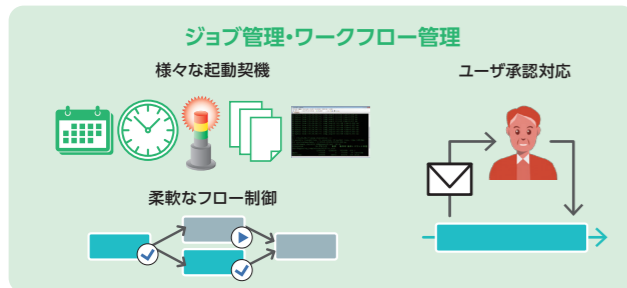 ジョブ管理・ワークフロー管理
様々な起動契機
ユーザ承認対応
柔軟なフロー制御